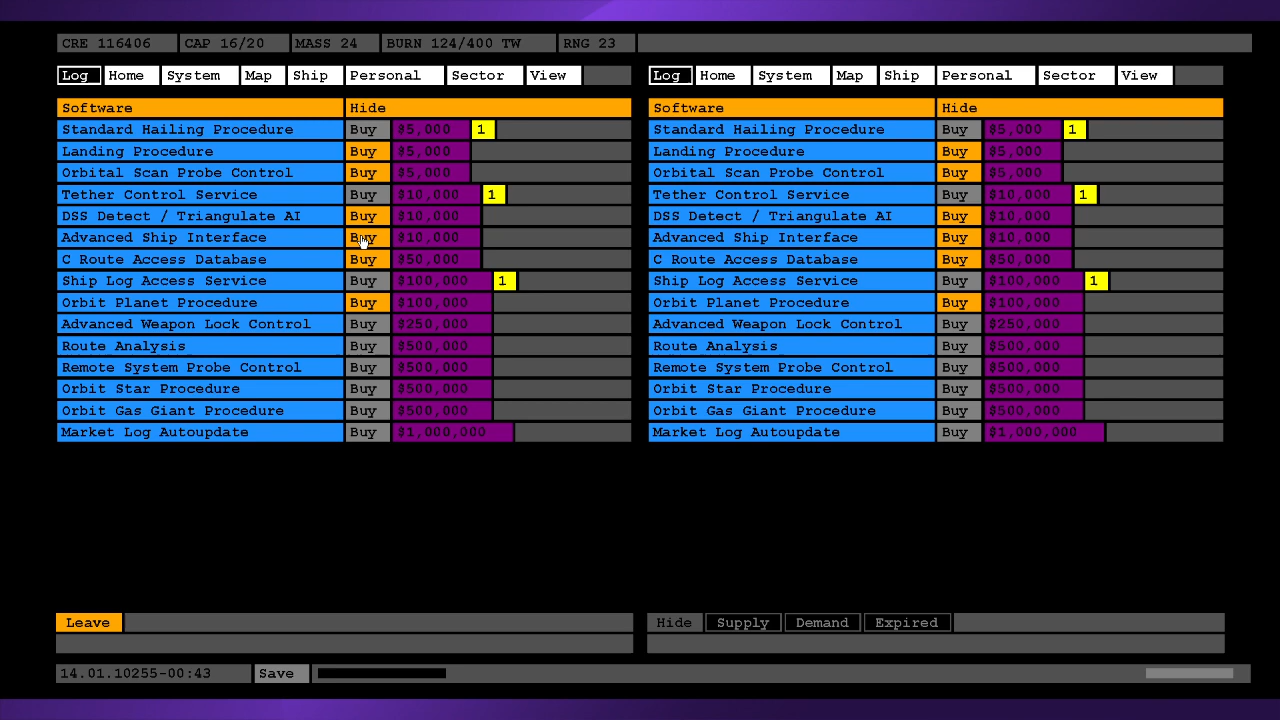 CRE 116406 CAP 16/20 MASS 24 BURN 124/400 TW RNG 23
Log Home System Map Ship Personal Sector View
Software Hide
Standard Hailing Procedure Buy $5,000 1
Landing Procedure Buy $5,000
Orbital Scan Probe Control Buy $5,000
Tether Control Service Buy $10,000 1
DSS Detect / Triangulate AI Buy $10,000
Advanced Ship Interface Buy $10,000
C Route Access Database Buy $50,000
Ship Log Access Service Buy $100,000 1
Orbit Planet Procedure Buy $100,000
Advanced Weapon Lock Control Buy $250,000
Route Analysis Buy $500,000
Remote System Probe Control Buy $500,000
Orbit Star Procedure Buy $500,000
Orbit Gas Giant Procedure Buy $500,000
Market Log Autoupdate Buy $1,000,000
Leave
Log Home System Map Ship Personal Sector View
Software Hide
Standard Hailing Procedure Buy $5,000 1
Landing Procedure Buy $5,000
Orbital Scan Probe Control Buy $5,000
Tether Control Service Buy $10,000 1
DSS Detect / Triangulate AI Buy $10,000
Advanced Ship Interface Buy $10,000
C Route Access Database Buy $50,000
Ship Log Access Service Buy $100,000 1
Orbit Planet Procedure Buy $100,000
Advanced Weapon Lock Control Buy $250,000
Route Analysis Buy $500,000
Remote System Probe Control Buy $500,000
Orbit Star Procedure Buy $500,000
Orbit Gas Giant Procedure Buy $500,000
Market Log Autoupdate Buy $1,000,000
Hide Supply Demand Expired
14.01.10255-00:43 Save